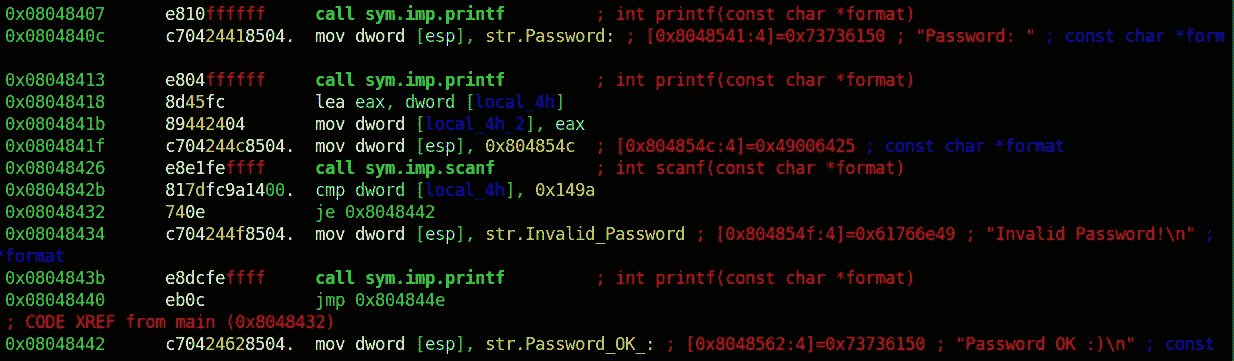 0x08048407 e810ffffff call sym.imp.printf ; int printf(const char *format)
0x0804840c c70424418504. mov dword [esp], str.Password: ; [0x8048541:4]=0x73736150 ; "Password: " ; const char *form
0x08048413 e804ffffff call sym.imp.printf ; int printf(const char *format)
0x08048418 8d45fc lea eax, dword [local_4h]
0x0804841b 89442404 mov dword [local_4h_2], eax
0x0804841f c704244c8504. mov dword [esp], 0x804854c ; [0x804854c:4]=0x49006425 ; const char *format
0x08048426 e8e1feffff call sym.imp.scanf ; int scanf(const char *format)
0x0804842b 817dfc9a1400. cmp dword [local_4h], 0x149a
0x08048432 740e je 0x8048442
0x08048434 c704244f8504. mov dword [esp], str.Invalid_Password ; [0x804854f:4]=0x61766e49 ; "Invalid Password!\n" ;
*format
0x0804843b e8dcfeffff call sym.imp.printf ; int printf(const char *format)
0x08048440 eb0c jmp 0x804844e
; CODE XREF from main (0x8048432)
0x08048442 c70424628504. mov dword [esp], str.Password_OK_: ; [0x8048562:4]=0x73736150 ; "Password OK :)\n" ; const